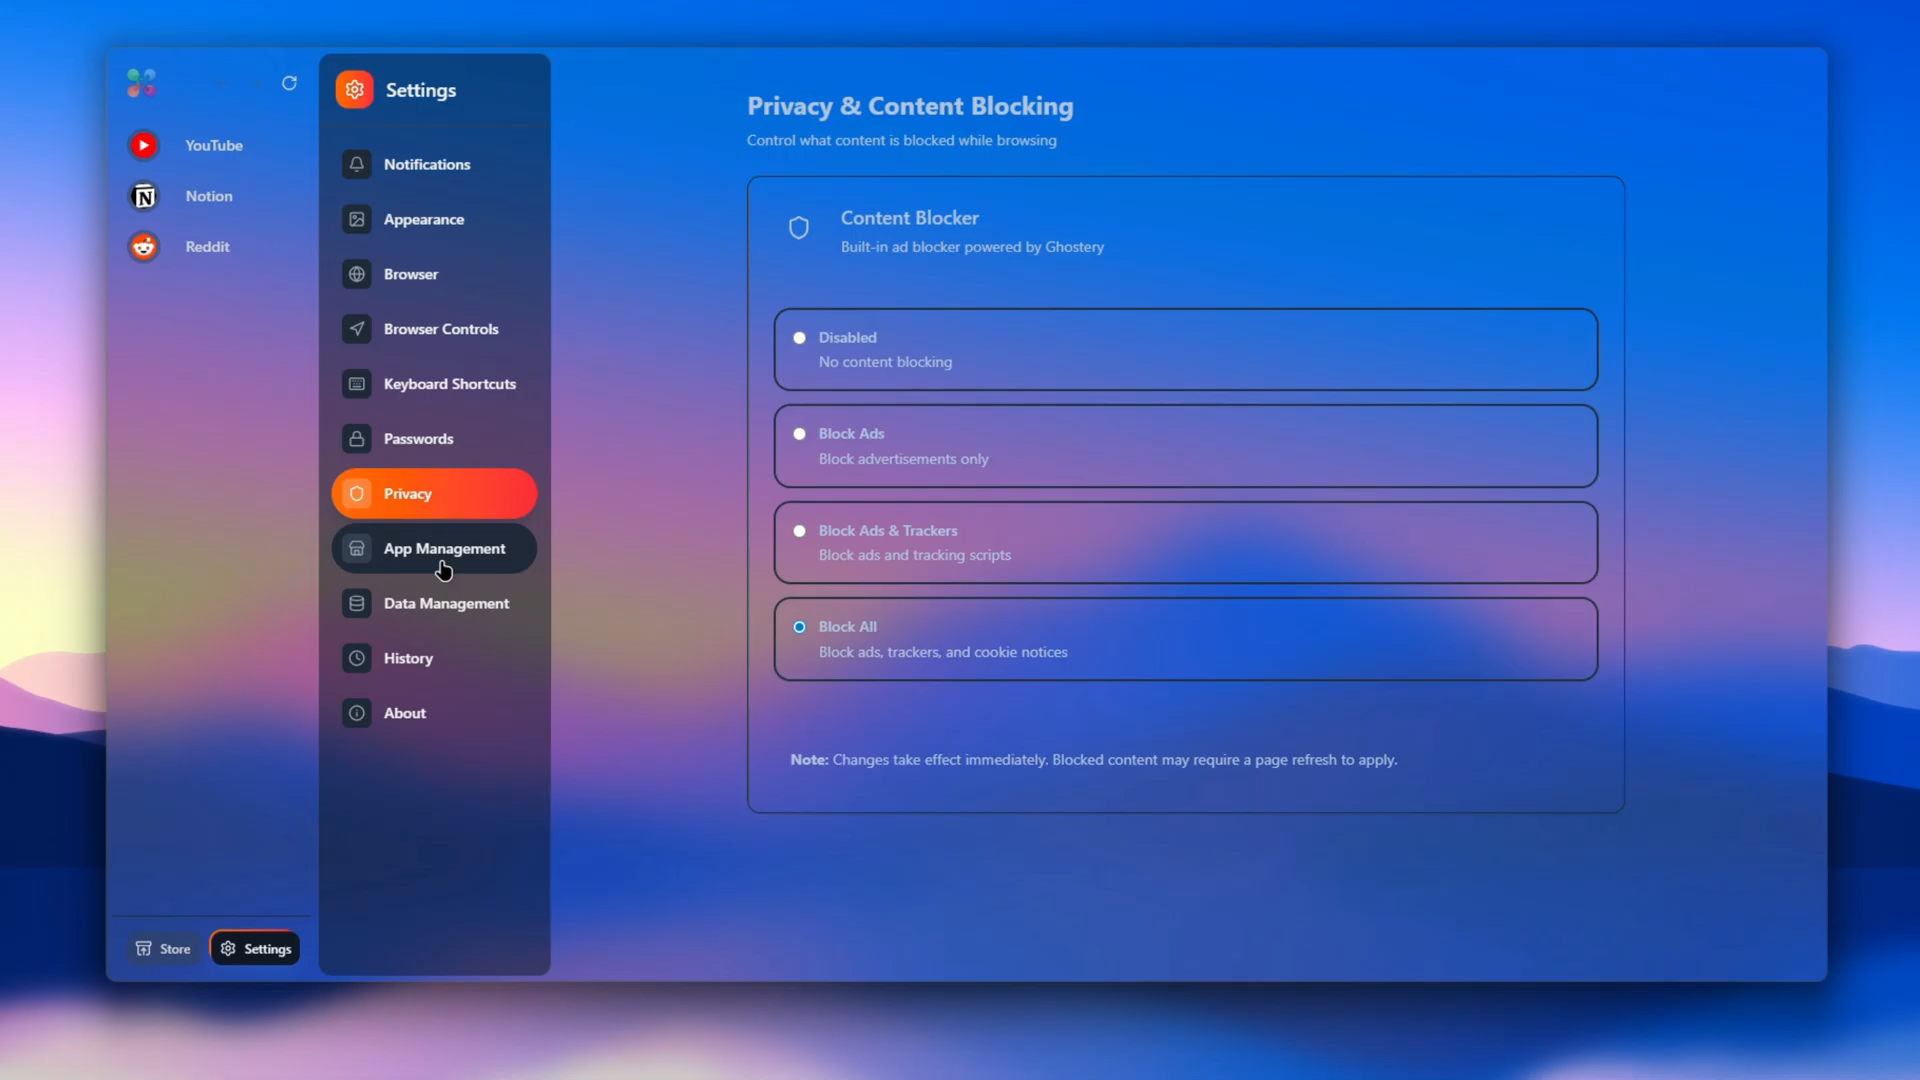 YouTube
Notion
Reddit
Store
Settings
Settings
Notifications
Appearance
Browser
Browser Controls
Keyboard Shortcuts
Passwords
Privacy
App Management
Data Management
History
About
Privacy & Content Blocking
Control what content is blocked while browsing
Content Blocker
Built-in ad blocker powered by Ghostery
Disabled
No content blocking
Block Ads
Block advertisements only
Block Ads & Trackers
Block ads and tracking scripts
Block All
Block ads, trackers, and cookie notices
Note: Changes take effect immediately. Blocked content may require a page refresh to apply.